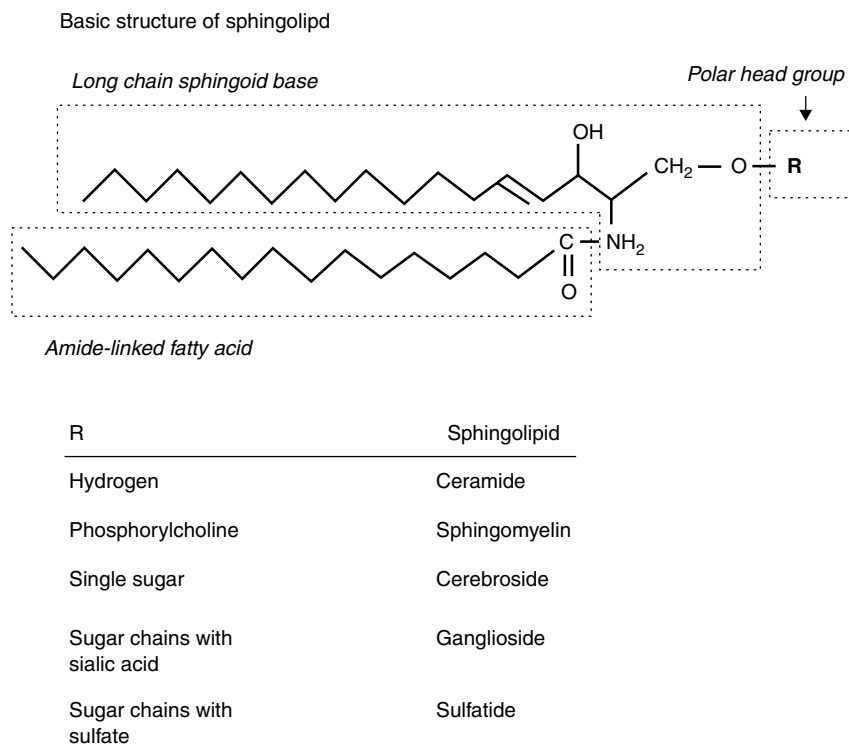 Basic structure of sphingolipd
Long chain sphingoid base
Polar head group
OH
CH2 — O — R
C — NH2
O
Amide-linked fatty acid
R Sphingolipid
Hydrogen Ceramide
Phosphorylcholine Sphingomyelin
Single sugar Cerebroside
Sugar chains with Ganglioside
sialic acid
Sugar chains with Sulfatide
sulfate